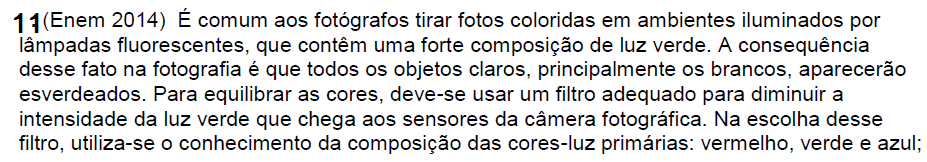 11(Enem 2014) É comum aos fotógrafos tirar fotos coloridas em ambientes iluminados por
lâmpadas fluorescentes, que contêm uma forte composição de luz verde. A consequência
desse fato na fotografia é que todos os objetos claros, principalmente os brancos, aparecerão
esverdeados. Para equilibrar as cores, deve-se usar um filtro adequado para diminuir a
intensidade da luz verde que chega aos sensores da câmera fotográfica. Na escolha desse
filtro, utiliza-se o conhecimento da composição das cores-luz primárias: vermelho, verde e azul;